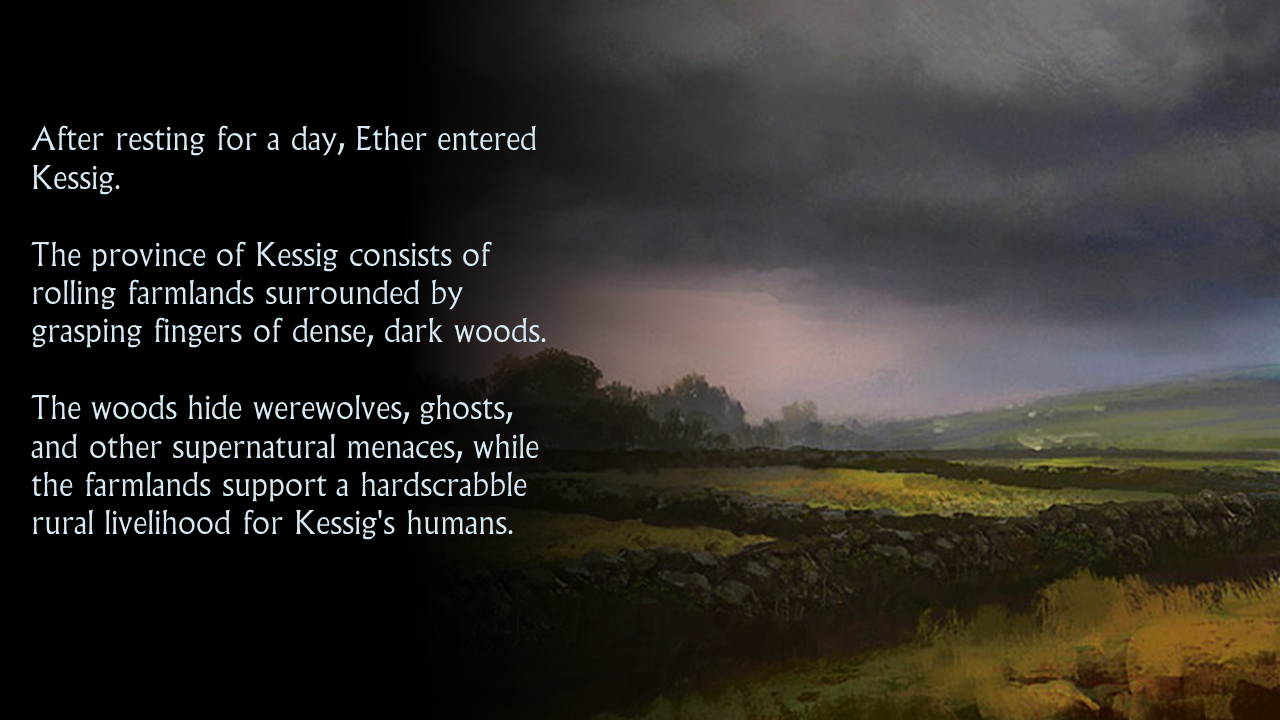 After resting for a day, Ether entered
Kessig.
The province of Kessig consists of
rolling farmlands surrounded by
grasping fingers of dense, dark woods.
The woods hide werewolves, ghosts,
and other supernatural menaces, while
the farmlands support a hardscrabble
rural livelihood for Kessig's humans.